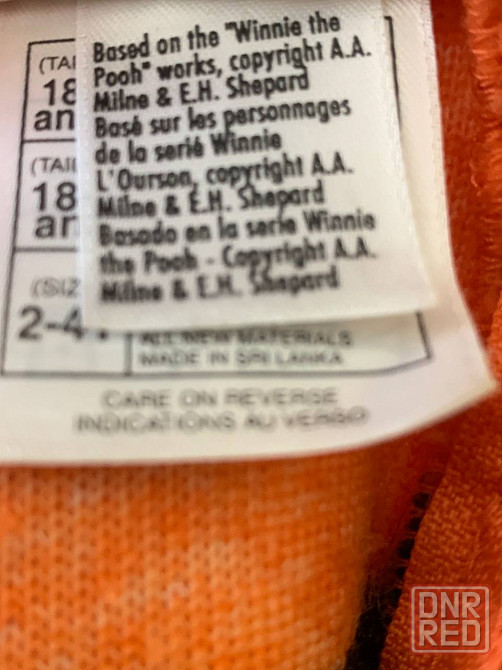 Based on the "Winnie the
Pooh" works, copyright A.A.
Milne & E.H. Shepard
Basé sur les personnages
de la serié Winnie
L'Ourson, copyright A.A.
Milne & E.H. Shepard
Basado en la serie Winnie
the Pooh - Copyright A.A.
Milne & E.H. Shepard
(TAI
18
an
(TAIL
18
an
(SIZ
2-4
ALL NEW MATERIALS
MADE IN SRI LANKA
CARE ON REVERSE
INDICATIONS AU VERSO
DNR
RED